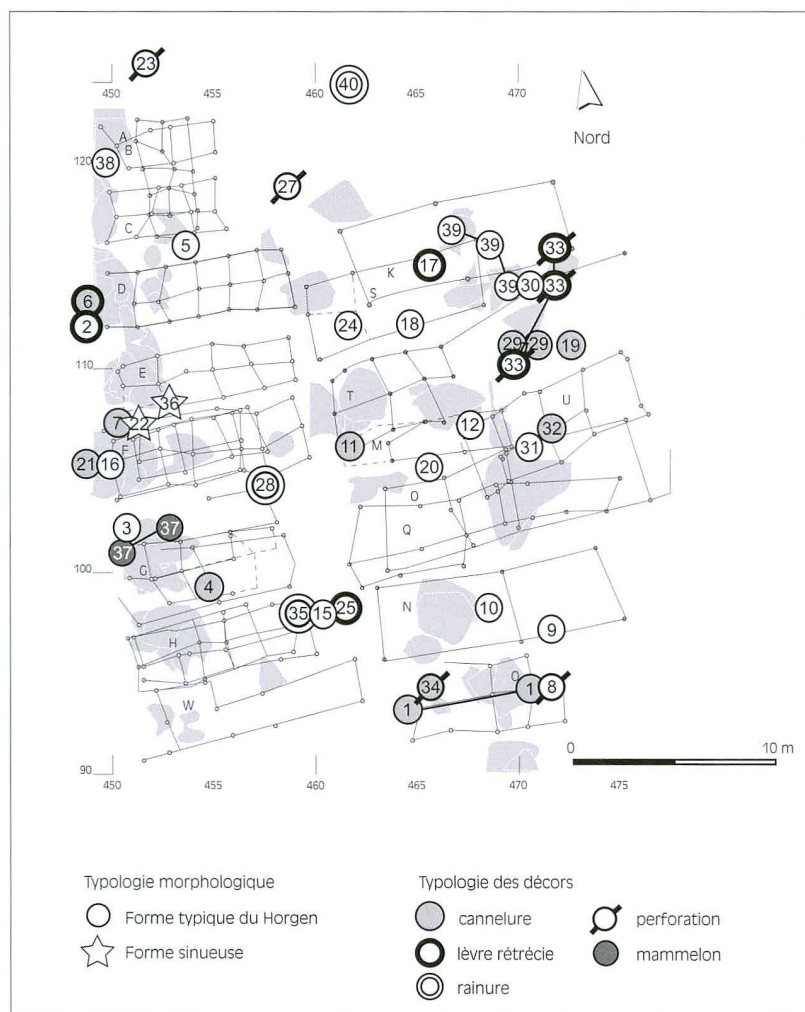 23
40
450 455 460 465 470
Nord
A
B
120
38
27
C
5
39
39
33
17
K
D
S
39 30 33
6
2
24
18
29 29 19
33
110
E
36
T
U
7 22
12
32
F
11
M
31
21 16
20
28
O
3
37
Q
37
G
100
4
N
10
35 15 25
9
H
34
O
1
1 8
W
0 10 m
90
450 455 460 465 470 475
Typologie morphologique
Forme typique du Horgen
Forme sinueuse
Typologie des décors
cannelure
lèvre rétrécie
rainure
perforation
mammelon